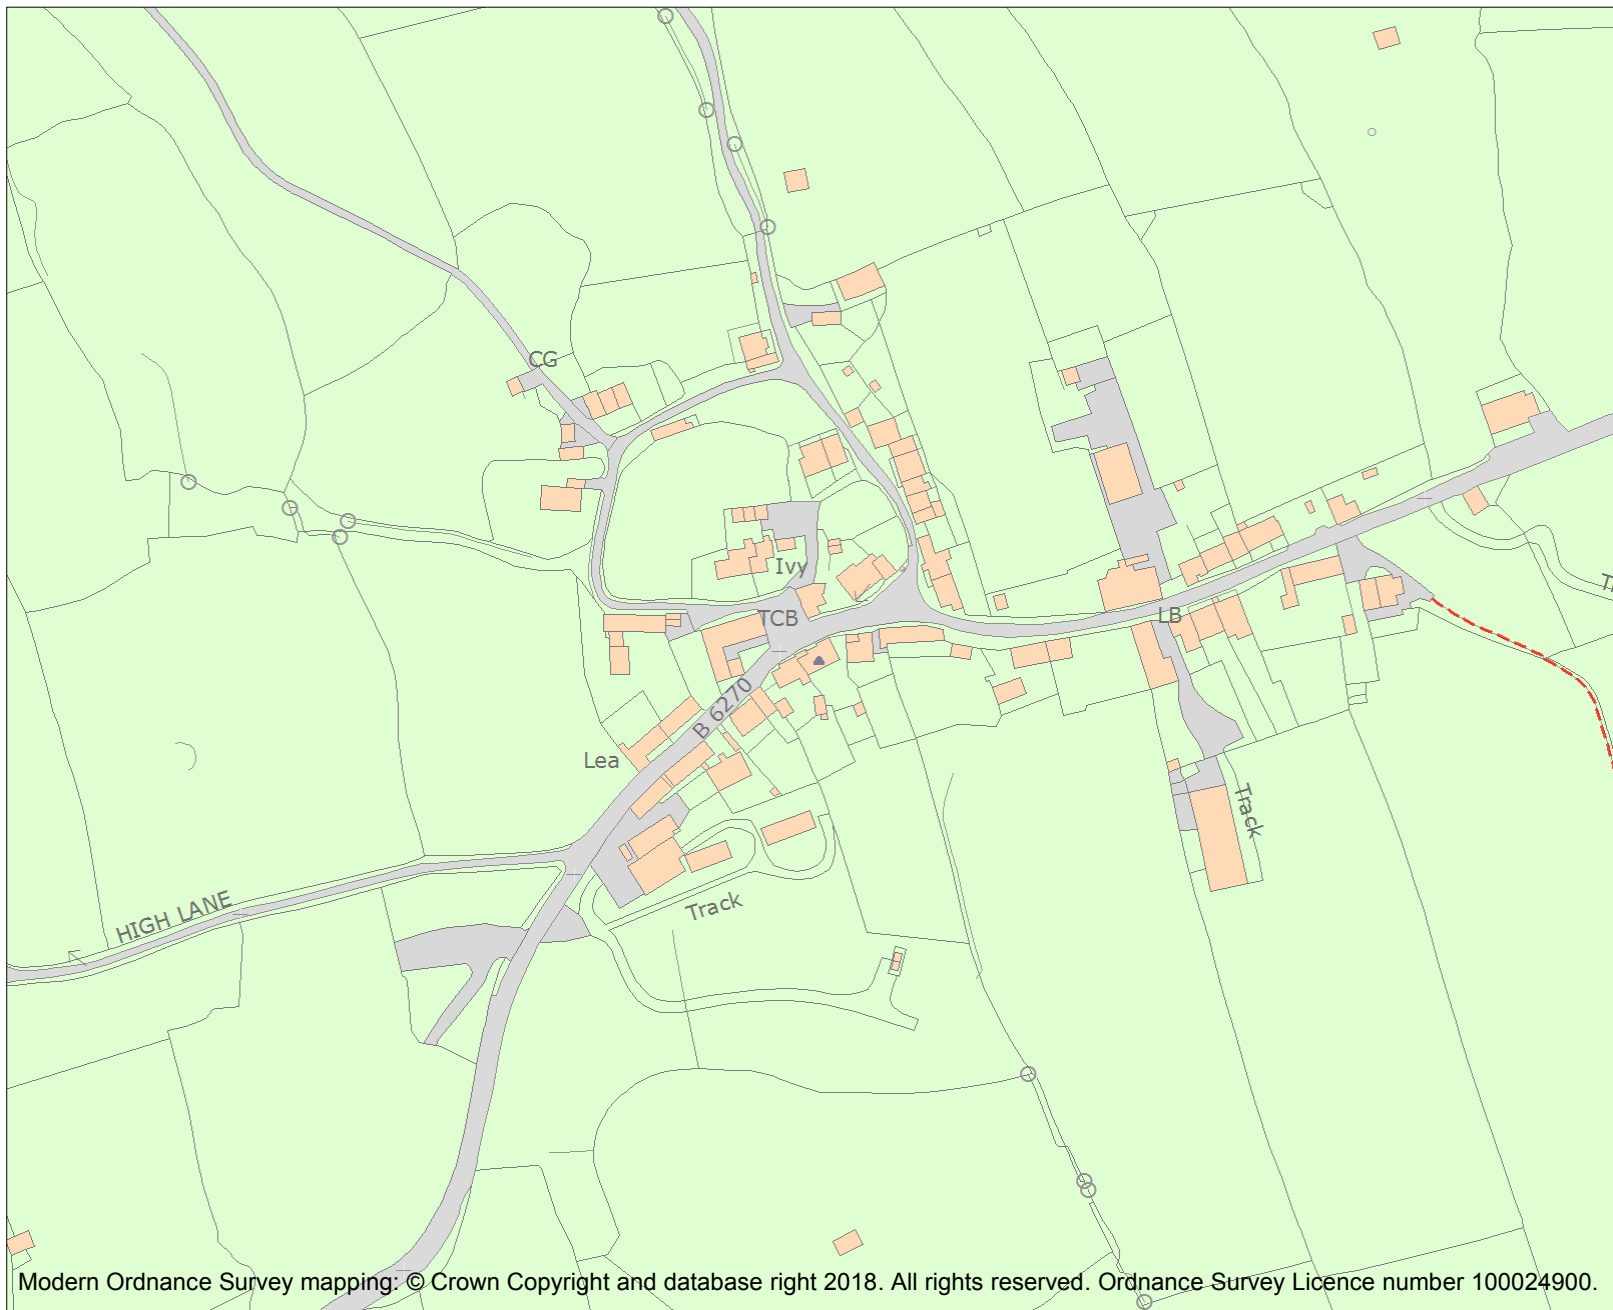 CG
Ivy
TCB
LB
B 6270
Lea
Track
Track
HIGH LANE
Modern Ordnance Survey mapping: © Crown Copyright and database right 2018. All rights reserved. Ordnance Survey Licence number 100024900.